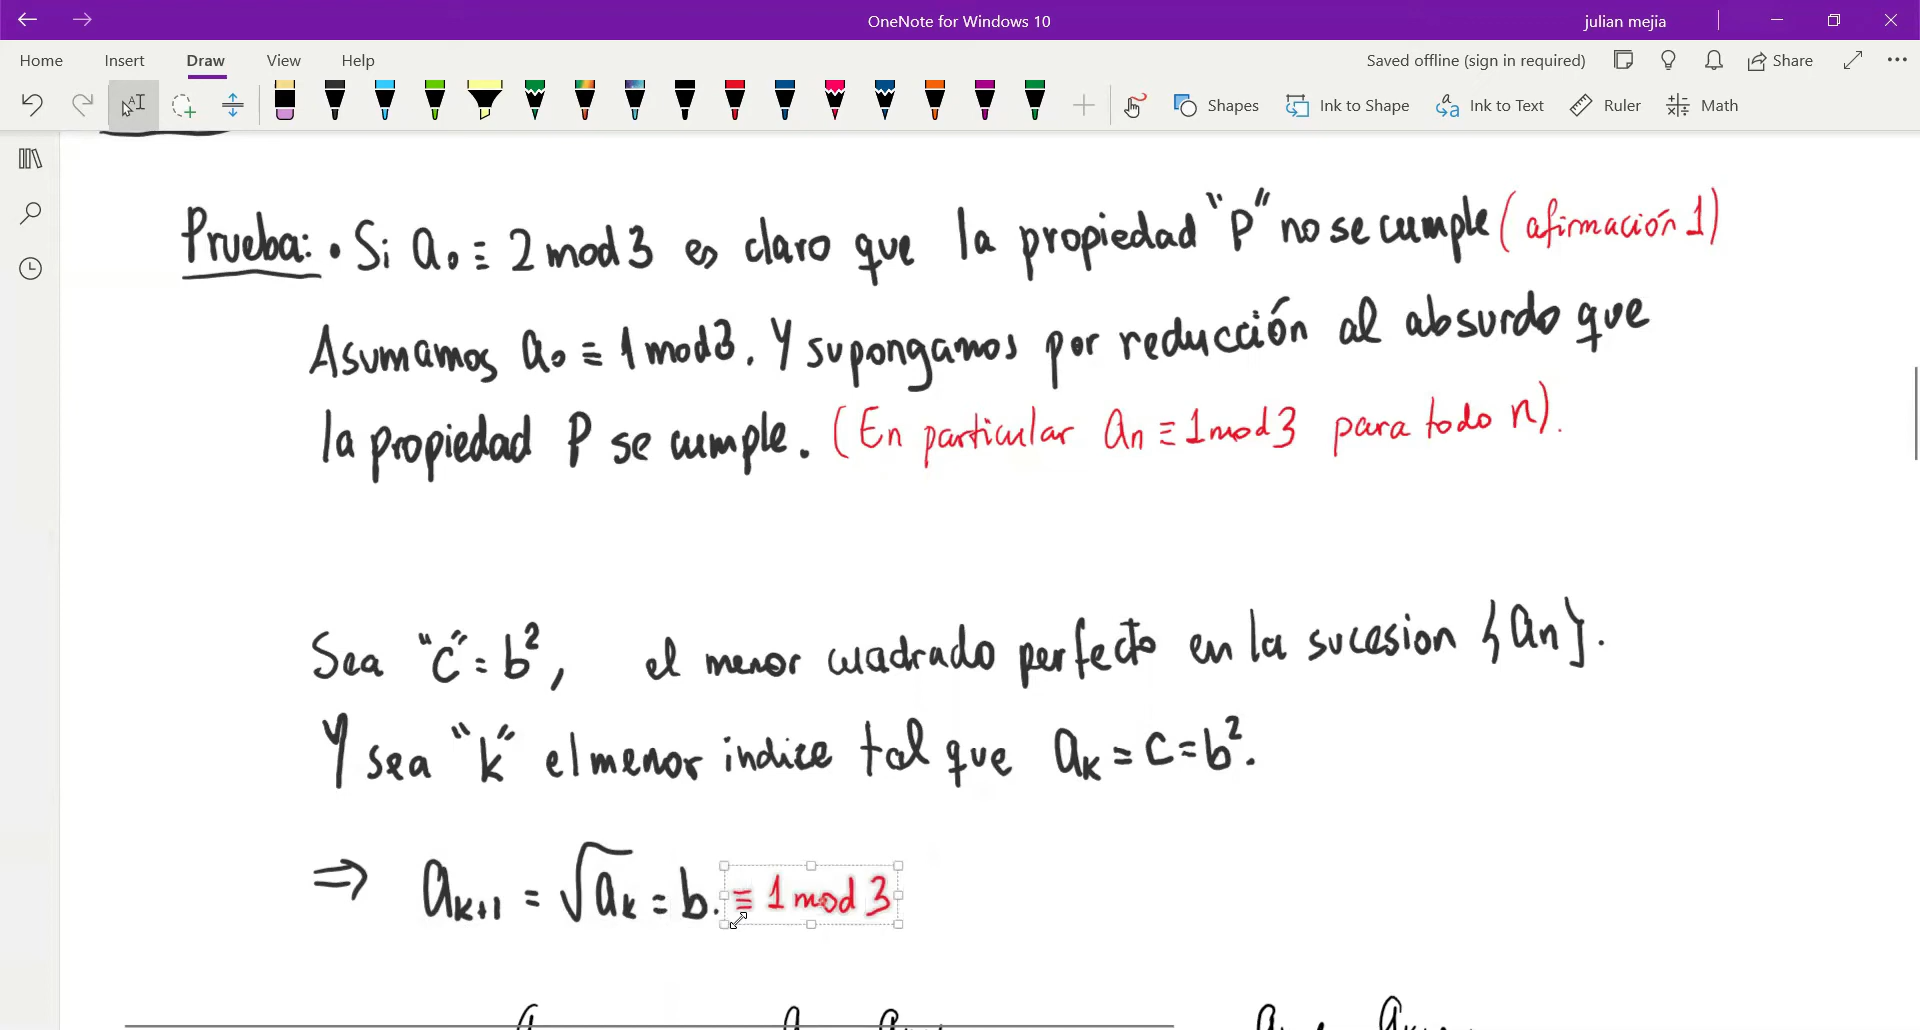 OneNote for Windows 10
julian mejia
Home Insert Draw View Help
Saved offline (sign in required) Share
Shapes Ink to Shape Ink to Text Ruler Math
Prueba: • Si a₀ ≡ 2 mod 3 es claro que la propiedad "P" no se cumple (afirmación 1)
Asumamos a₀ ≡ 1 mod 3. Y supongamos por reducción al absurdo que
la propiedad P se cumple. (En particular aₙ ≡ 1 mod 3 para todo n).
Sea "c" = b², el menor cuadrado perfecto en la sucesion {aₙ}.
Y sea "k" el menor indice tal que aₖ = c = b².
⇒ aₖ₊₁ = √aₖ = b. ≡ 1 mod 3